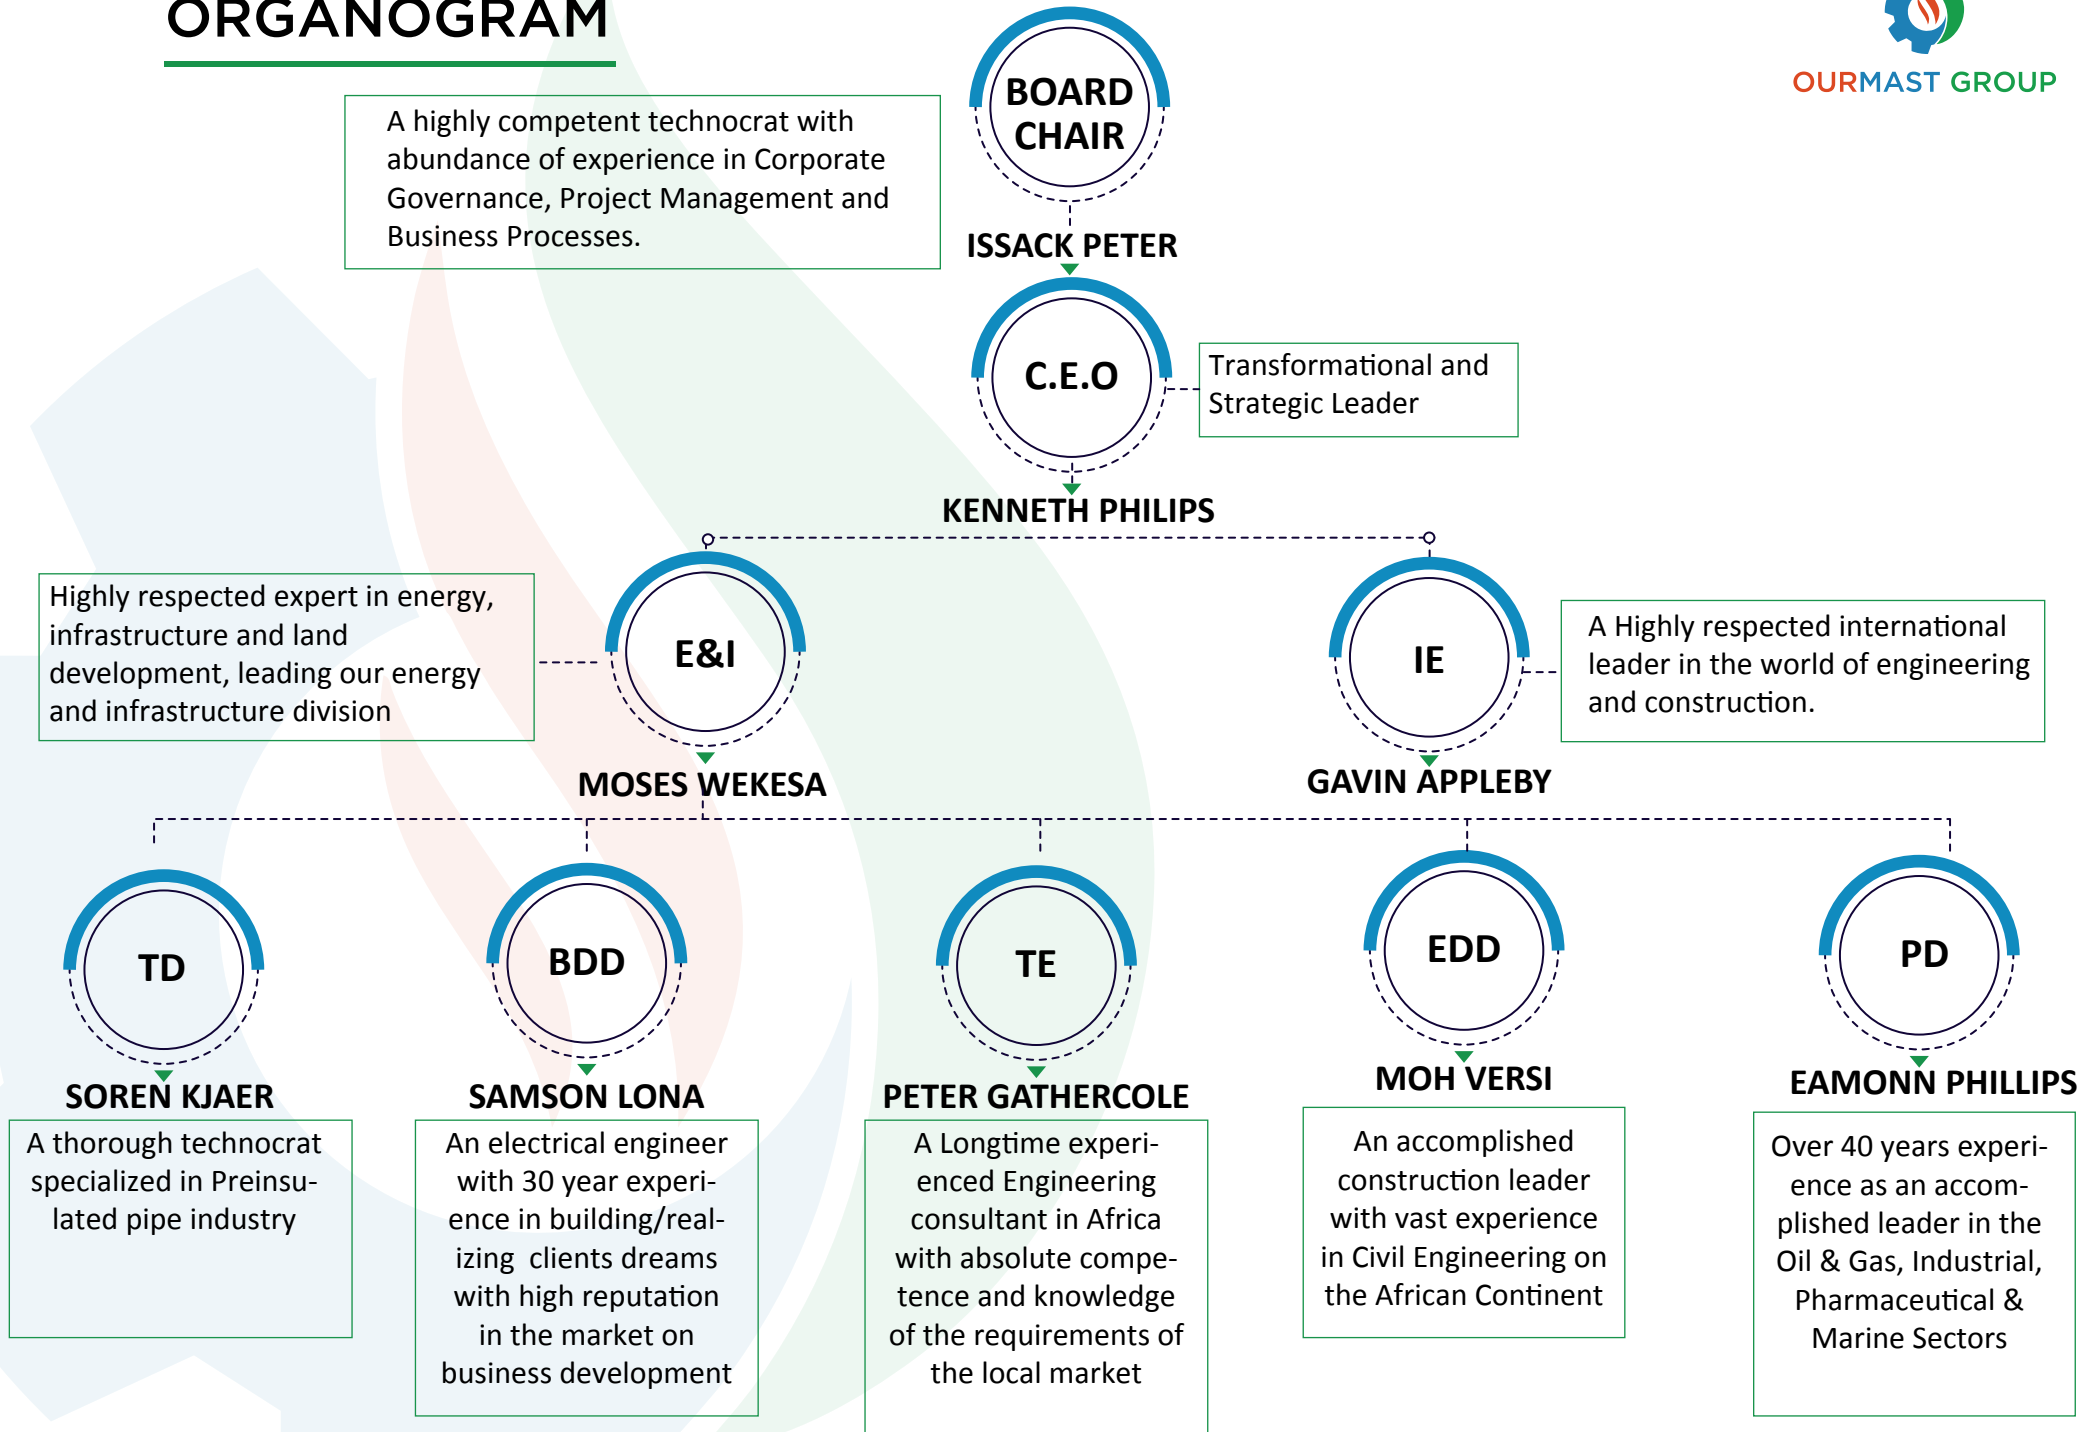 ORGANOGRAM
OURMAST GROUP
BOARD
CHAIR
A highly competent technocrat with
abundance of experience in Corporate
Governance, Project Management and
Business Processes.
ISSACK PETER
C.E.O
Transformational and
Strategic Leader
KENNETH PHILIPS
Highly respected expert in energy,
infrastructure and land
development, leading our energy
and infrastructure division
E&I
MOSES WEKESA
IE
A Highly respected international
leader in the world of engineering
and construction.
GAVIN APPLEBY
TD
SOREN KJAER
A thorough technocrat
specialized in Preinsu-
lated pipe industry
BDD
SAMSON LONA
An electrical engineer
with 30 year experi-
ence in building/real-
izing clients dreams
with high reputation
in the market on
business development
TE
PETER GATHERCOLE
A Longtime experi-
enced Engineering
consultant in Africa
with absolute compe-
tence and knowledge
of the requirements of
the local market
EDD
MOH VERSI
An accomplished
construction leader
with vast experience
in Civil Engineering on
the African Continent
PD
EAMONN PHILLIPS
Over 40 years experi-
ence as an accom-
plished leader in the
Oil & Gas, Industrial,
Pharmaceutical &
Marine Sectors